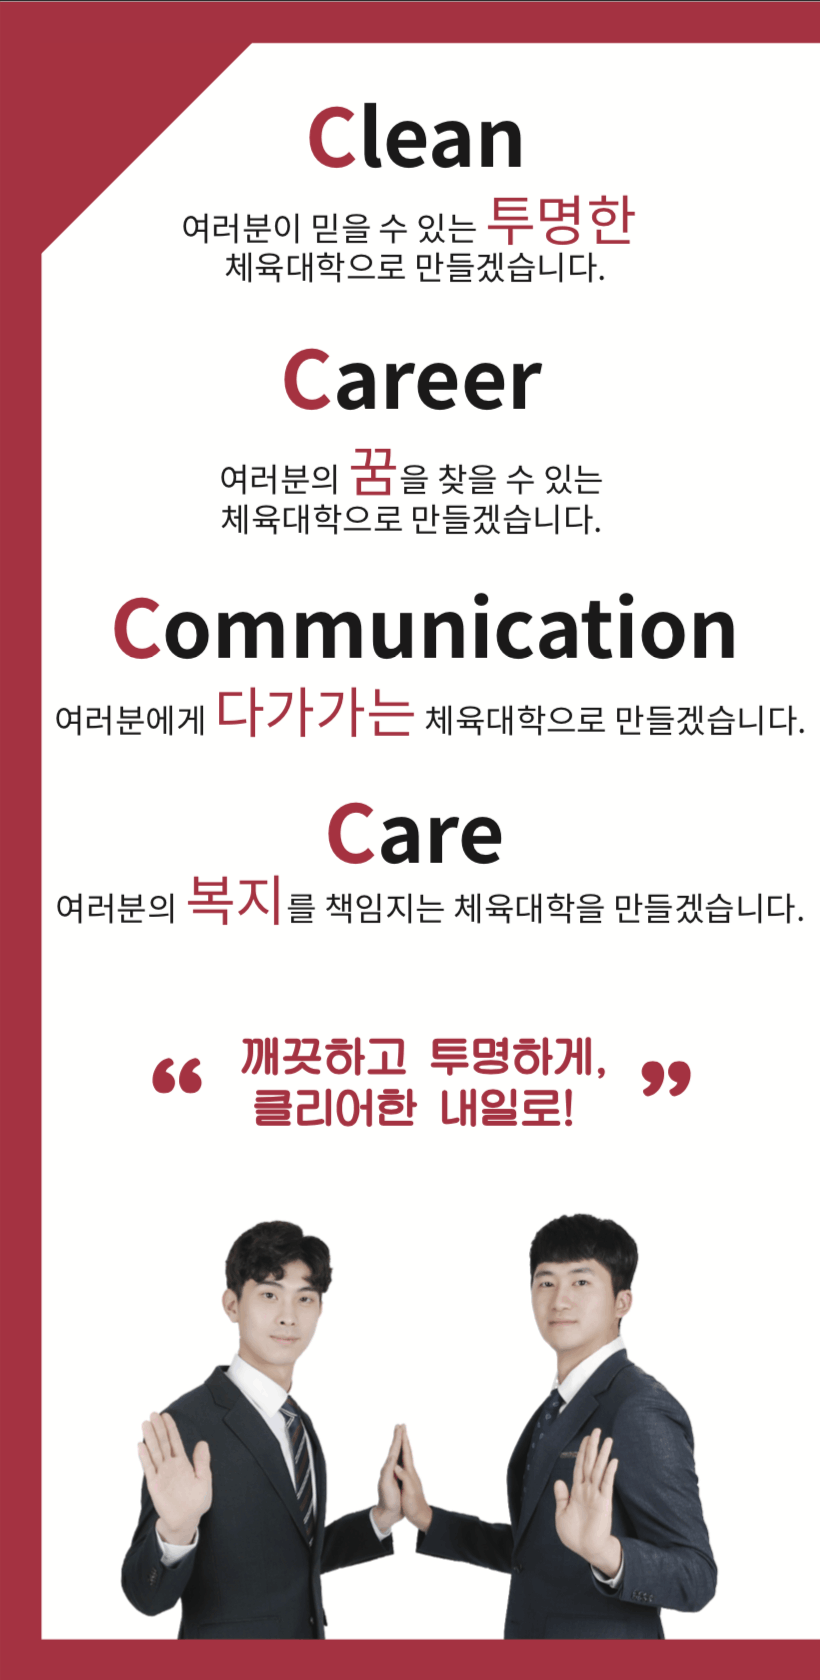 Clean
여러분이 믿을 수 있는 투명한
체육대학으로 만들겠습니다.
Career
여러분의 꿈을 찾을 수 있는
체육대학으로 만들겠습니다.
Communication
여러분에게 다가가는 체육대학으로 만들겠습니다.
Care
여러분의 복지를 책임지는 체육대학을 만들겠습니다.
“ 깨끗하고 투명하게, ”
클리어한 내일로!